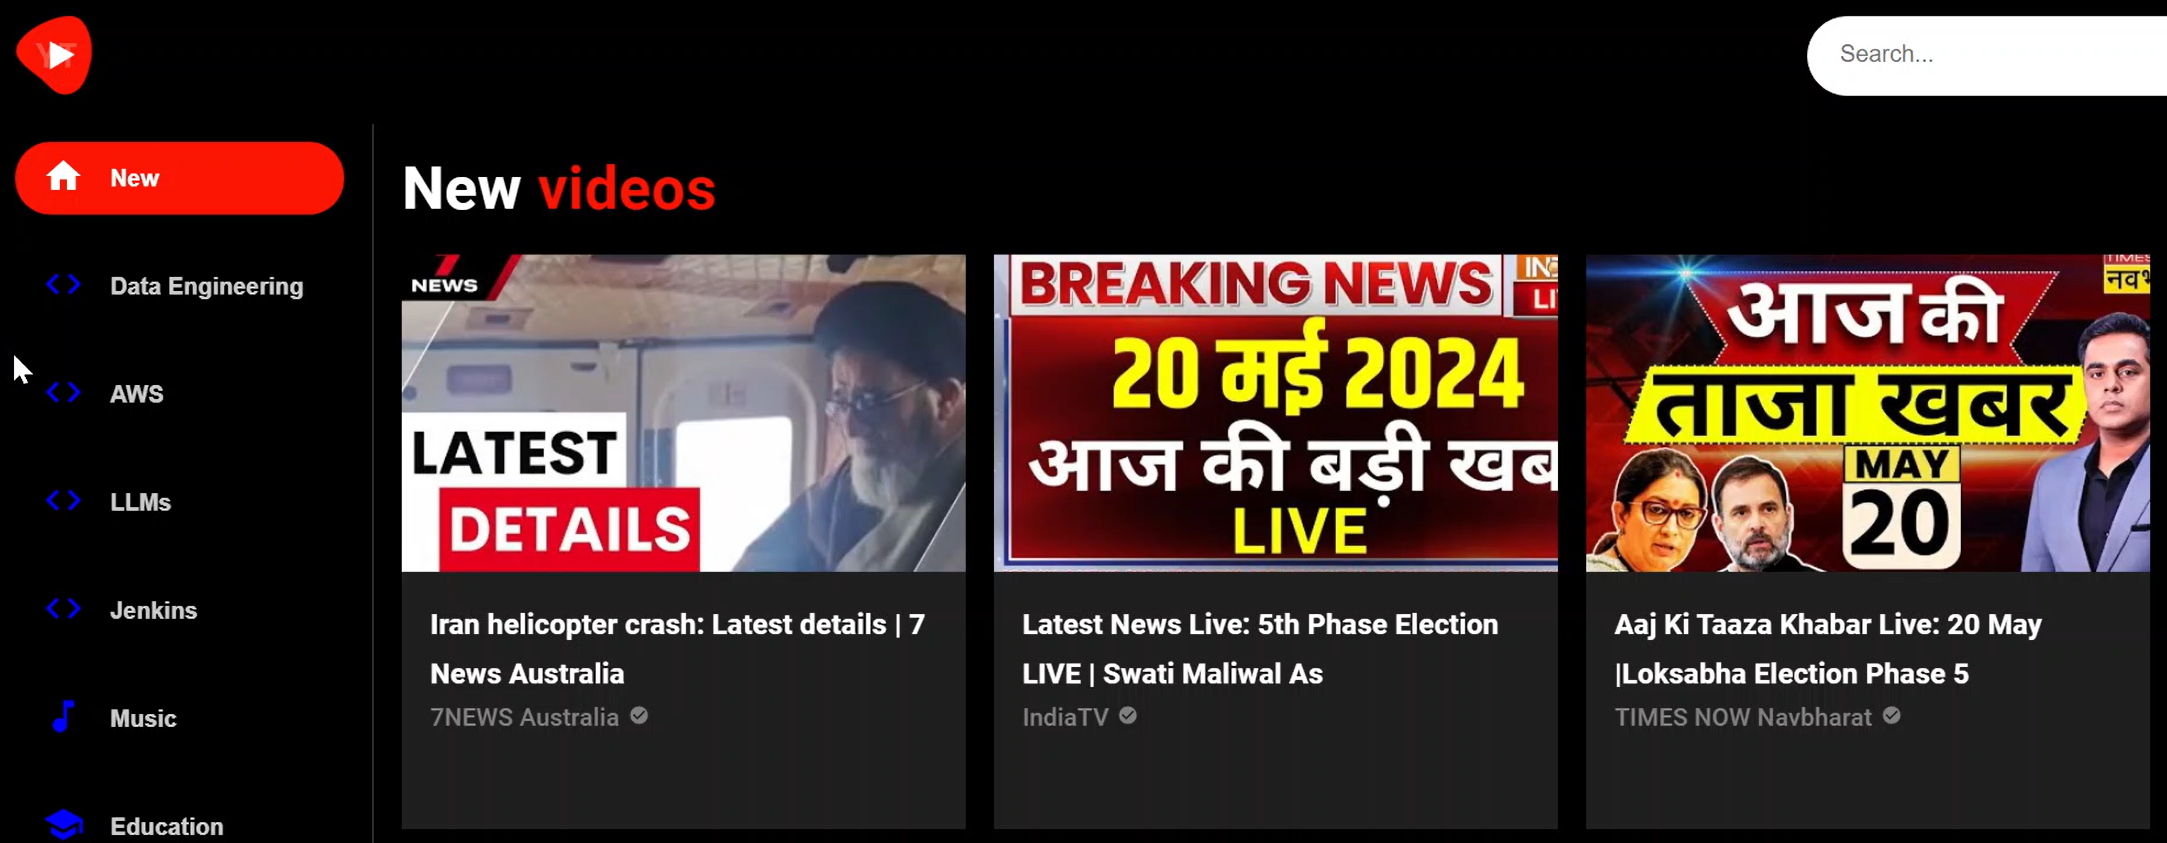 YT
Search...
New
Data Engineering
AWS
LLMs
Jenkins
Music
Education
New videos
7
NEWS
LATEST
DETAILS
Iran helicopter crash: Latest details | 7
News Australia
7NEWS Australia
BREAKING NEWS
20 मई 2024
आज की बड़ी खब
LIVE
Latest News Live: 5th Phase Election
LIVE | Swati Maliwal As
IndiaTV
TIMES
आज की
ताजा खबर
MAY
20
Aaj Ki Taaza Khabar Live: 20 May
|Loksabha Election Phase 5
TIMES NOW Navbharat